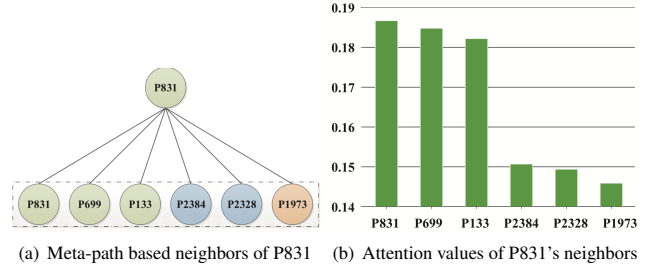 P831
P831 P699 P133 P2384 P2328 P1973
(a) Meta-path based neighbors of P831
0.19
0.18
0.17
0.16
0.15
0.14
P831 P699 P133 P2384 P2328 P1973
(b) Attention values of P831's neighbors